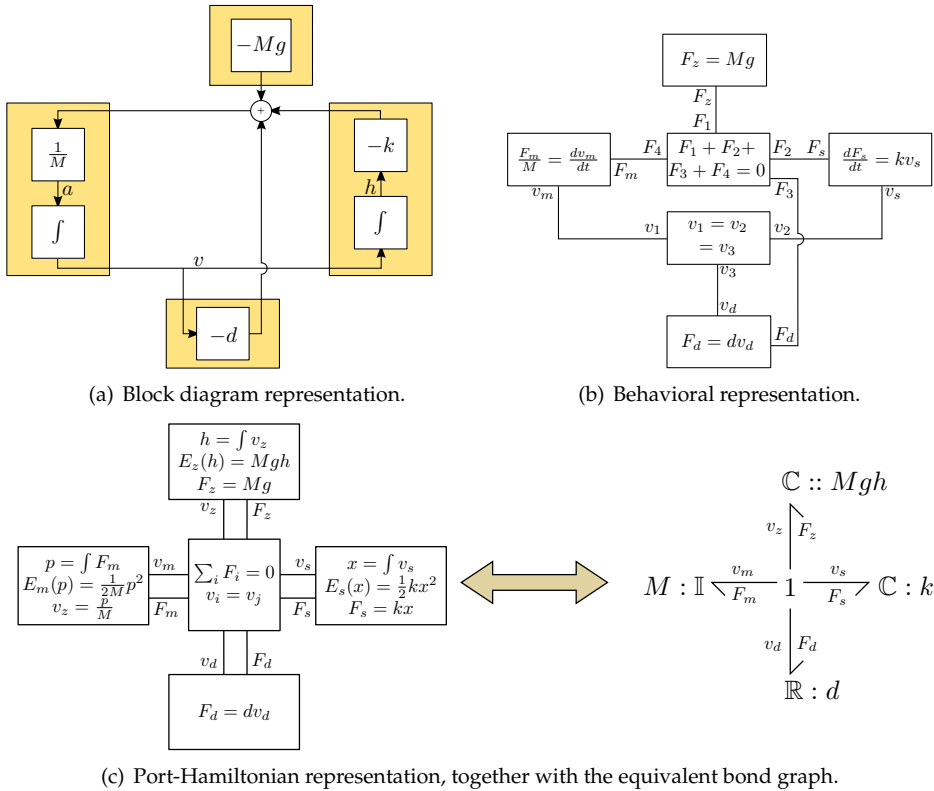 −Mg
+
1/M
a
∫
−k
h
∫
v
−d
(a) Block diagram representation.
F_z = Mg
F_z
F_1
F_m/M = dv_m/dt
F_4
F_m
F_1 + F_2+
F_3 + F_4 = 0
F_2
F_s
F_3
dF_s/dt = kv_s
v_m
v_s
v_1
v_1 = v_2
= v_3
v_2
v_3
v_d
F_d = dv_d
F_d
(b) Behavioral representation.
h = ∫ v_z
E_z(h) = Mgh
F_z = Mg
v_z
F_z
p = ∫ F_m
E_m(p) = 1/2M p²
v_z = p/M
v_m
F_m
∑_i F_i = 0
v_i = v_j
v_s
F_s
x = ∫ v_s
E_s(x) = 1/2 kx²
F_s = kx
v_d
F_d
F_d = dv_d
ℂ :: Mgh
v_z
F_z
M : 𝕀
v_m
F_m
1
v_s
F_s
ℂ : k
v_d
F_d
ℝ : d
(c) Port-Hamiltonian representation, together with the equivalent bond graph.